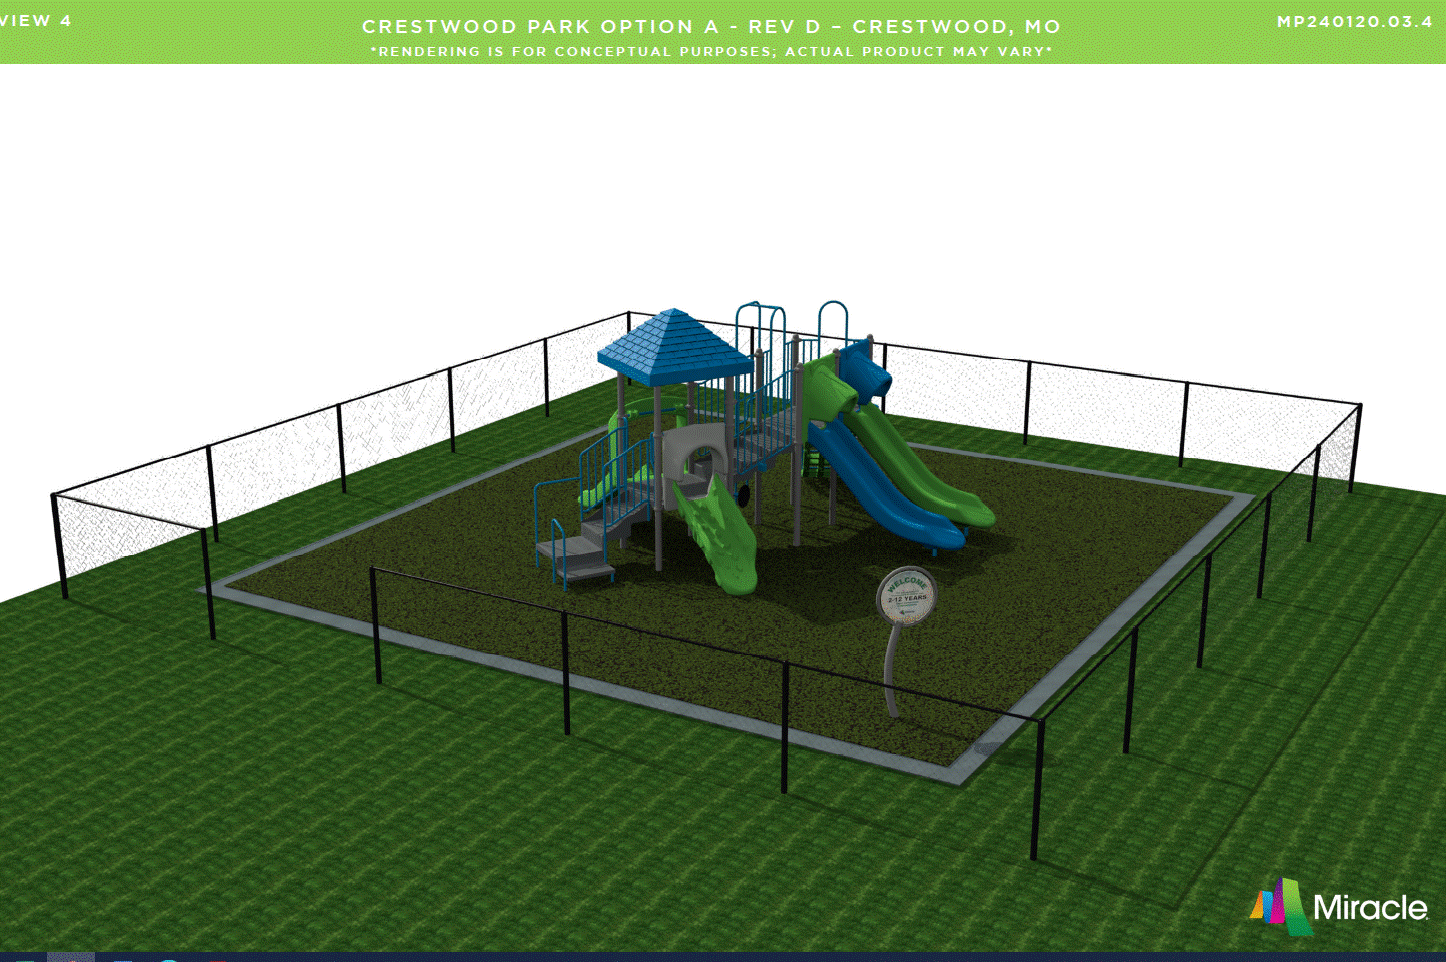 VIEW 4
CRESTWOOD PARK OPTION A - REV D – CRESTWOOD, MO
*RENDERING IS FOR CONCEPTUAL PURPOSES; ACTUAL PRODUCT MAY VARY*
MP240120.03.4
WELCOME
2-12 YEARS
Miracle